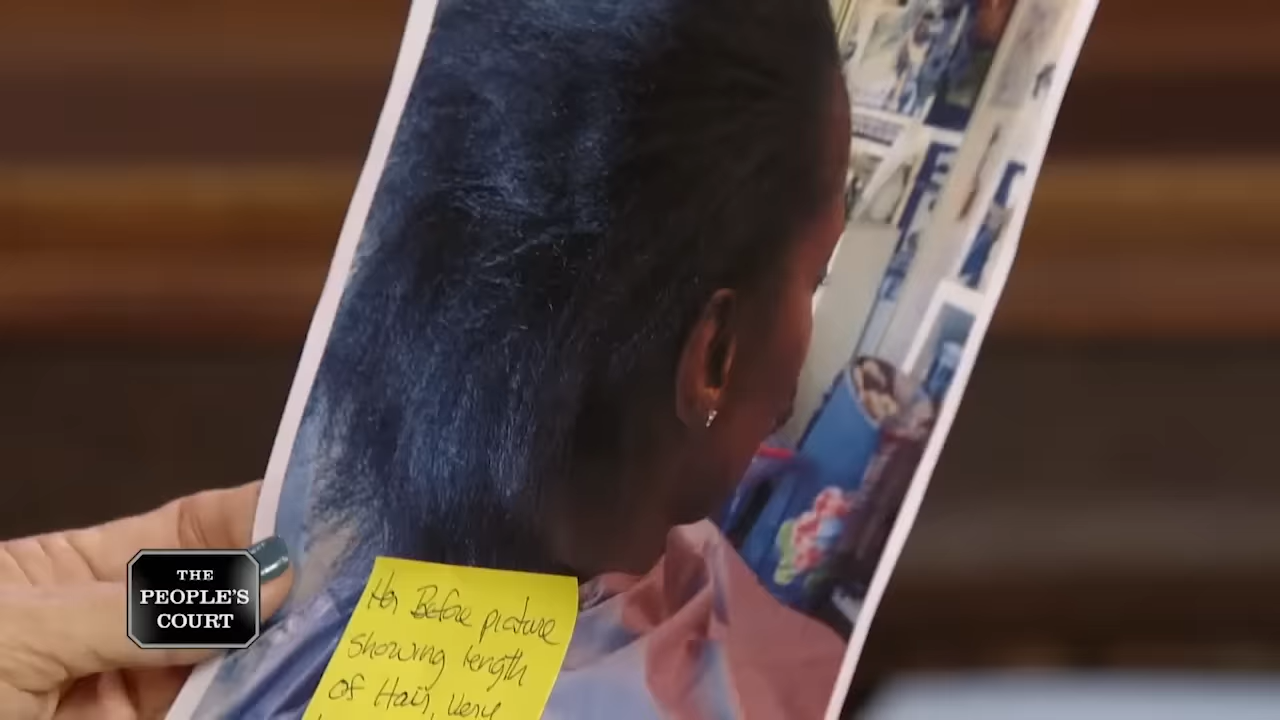 Her Before picture
showing length
of Hair, very
THE
PEOPLE'S
COURT